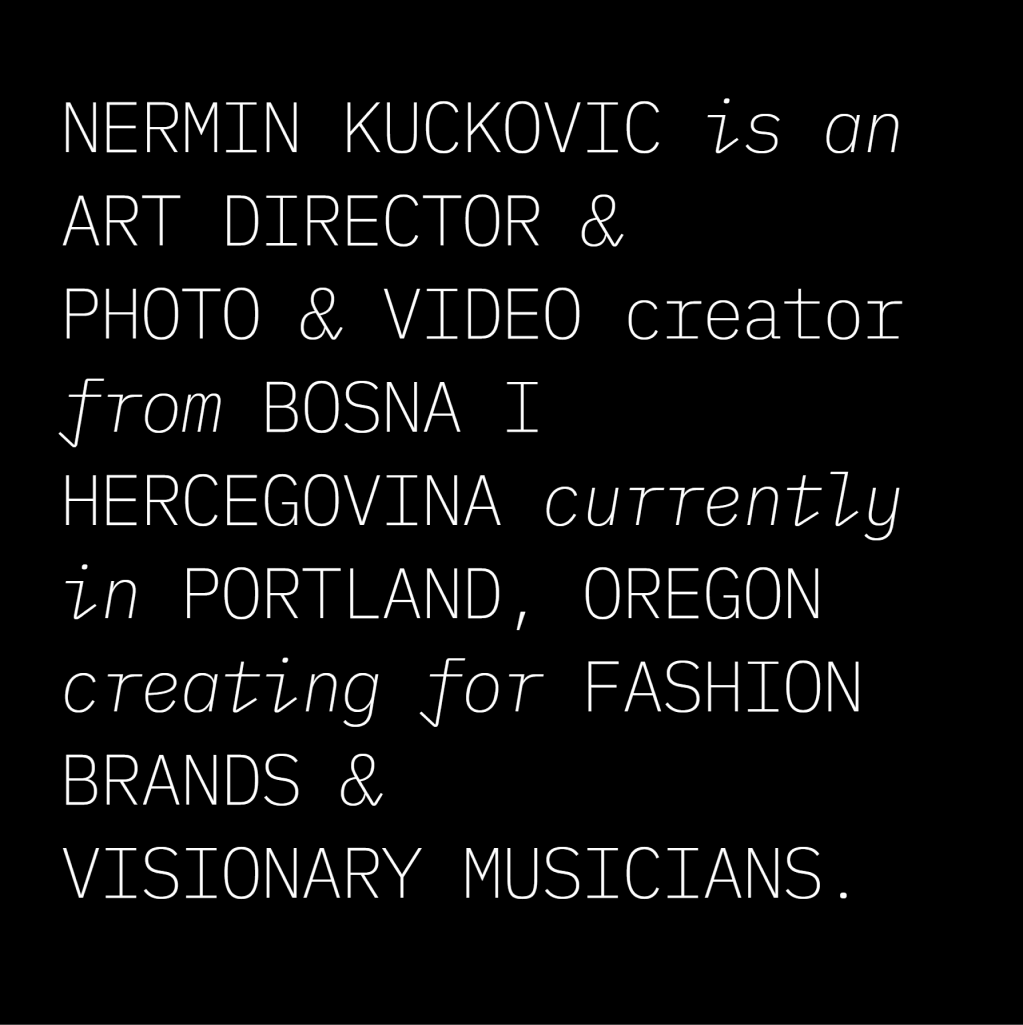 NERMIN KUCKOVIC is an
ART DIRECTOR &
PHOTO & VIDEO creator
from BOSNA I
HERCEGOVINA currently
in PORTLAND, OREGON
creating for FASHION
BRANDS &
VISIONARY MUSICIANS.